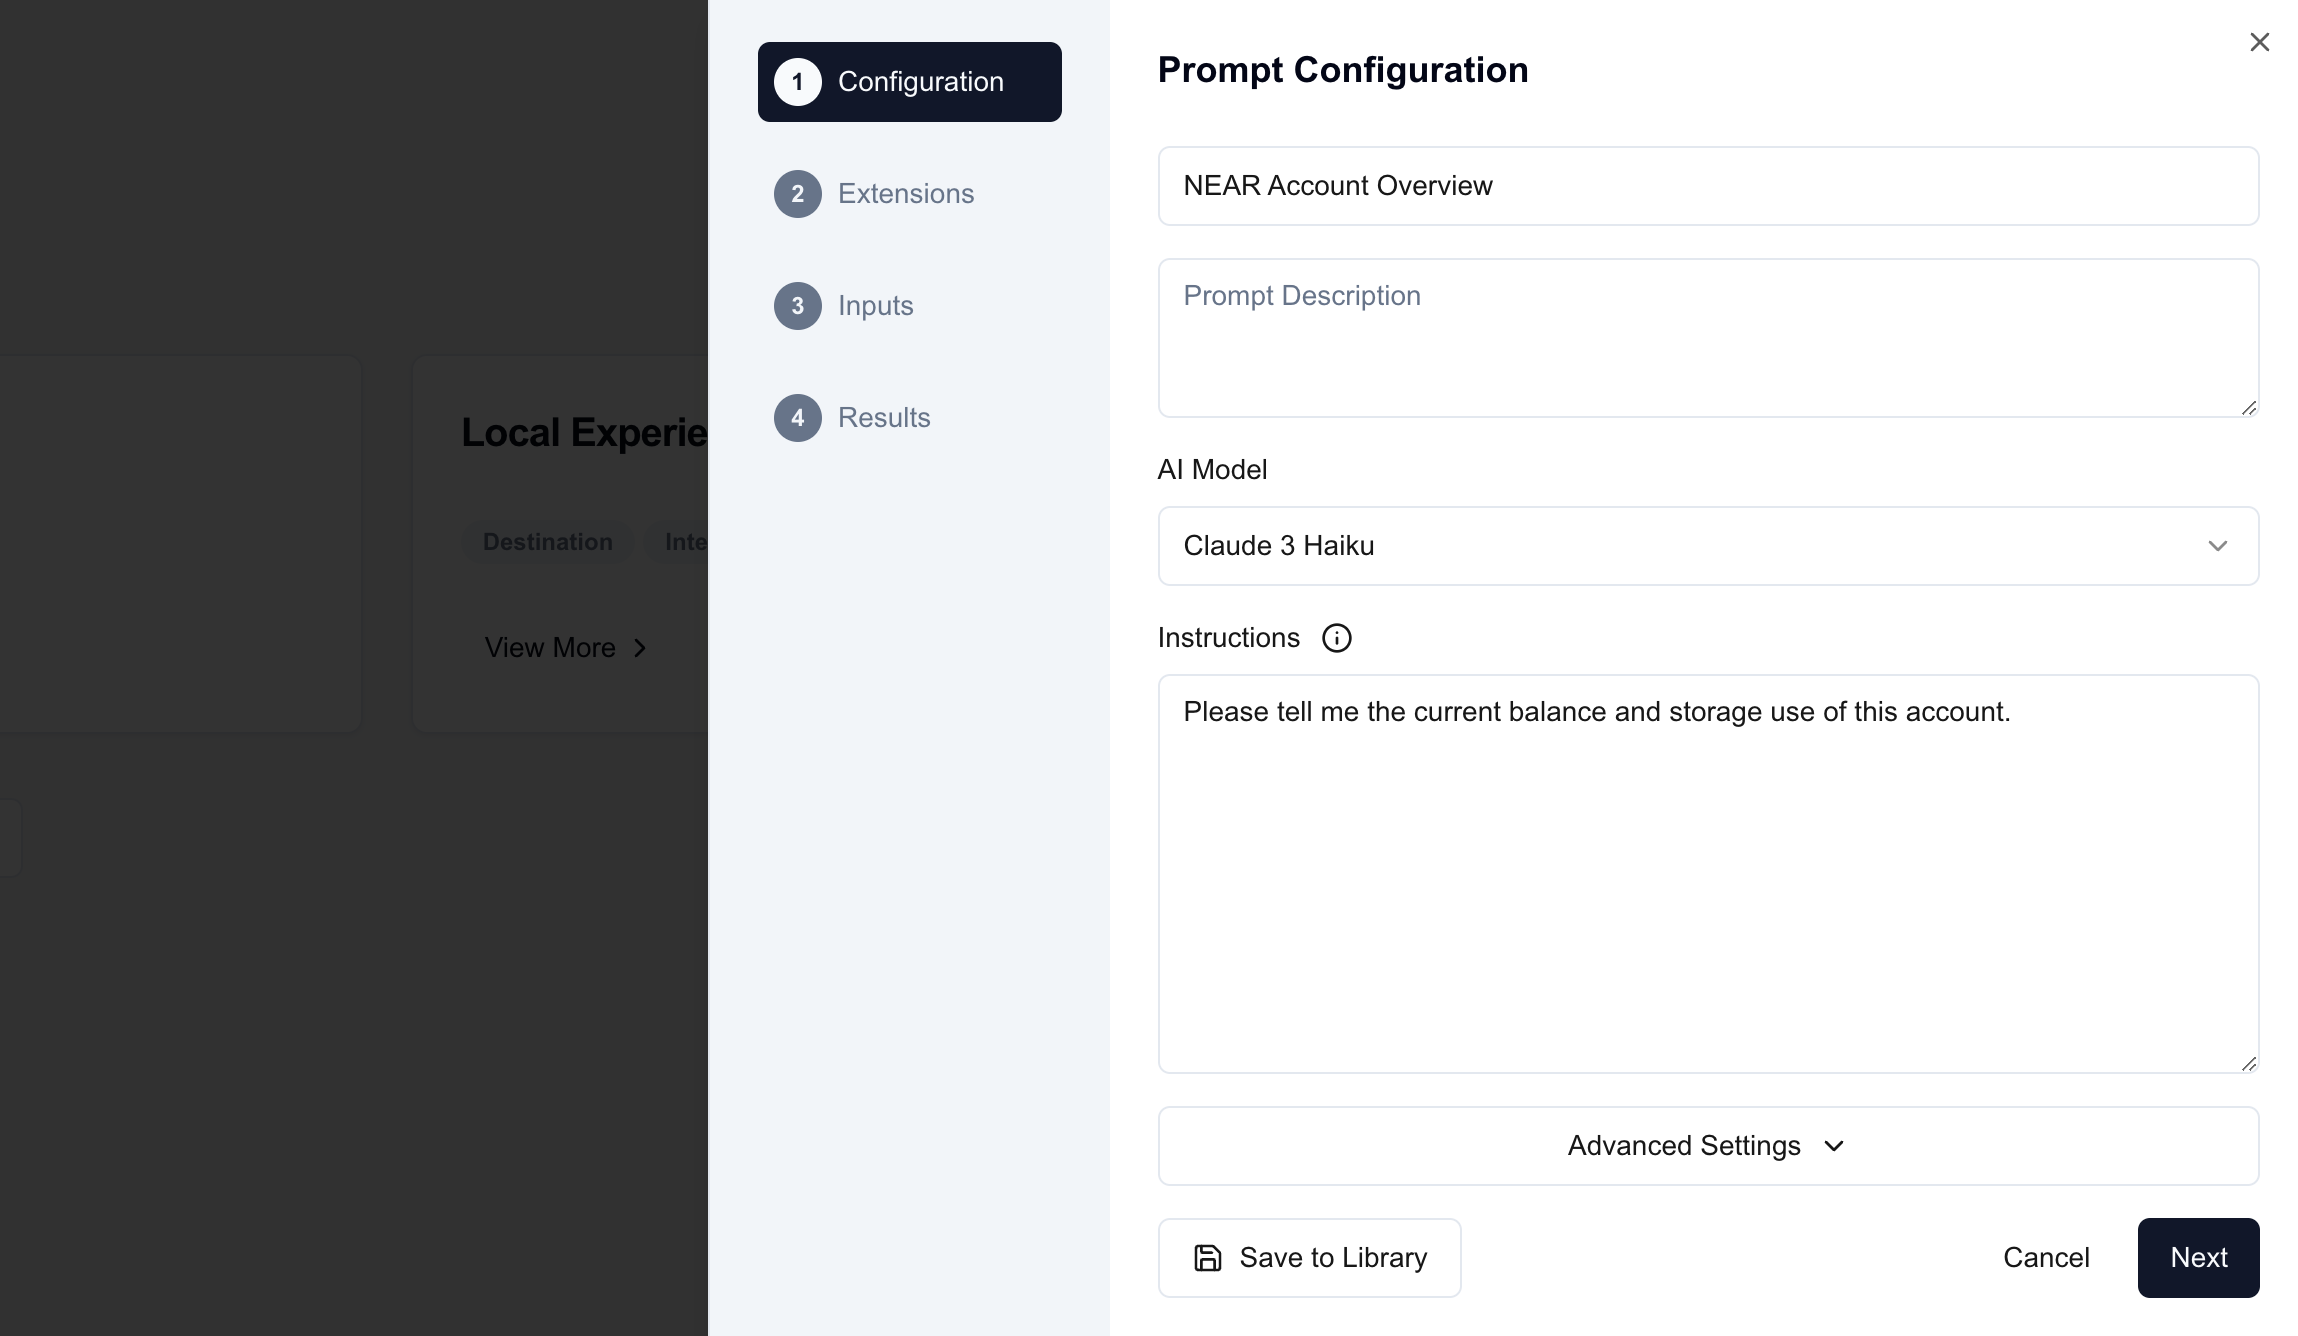 1 Configuration
2 Extensions
3 Inputs
4 Results
Local Experie
Destination
Inte
View More
Prompt Configuration
NEAR Account Overview
Prompt Description
AI Model
Claude 3 Haiku
Instructions
Please tell me the current balance and storage use of this account.
Advanced Settings
Save to Library
Cancel
Next